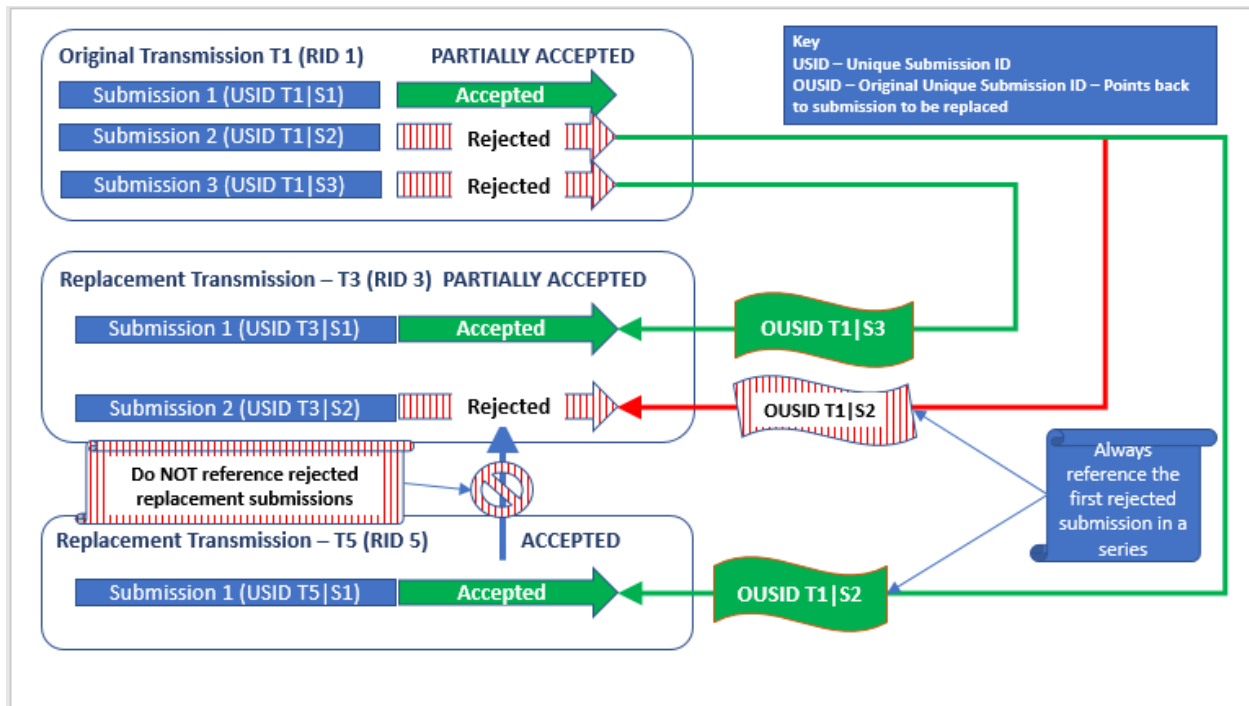 Original Transmission T1 (RID 1) PARTIALLY ACCEPTED
Submission 1 (USID T1|S1) Accepted
Submission 2 (USID T1|S2) Rejected
Submission 3 (USID T1|S3) Rejected
Key
USID – Unique Submission ID
OUSID – Original Unique Submission ID – Points back
to submission to be replaced
Replacement Transmission – T3 (RID 3) PARTIALLY ACCEPTED
Submission 1 (USID T3|S1) Accepted
OUSID T1|S3
Submission 2 (USID T3|S2) Rejected
OUSID T1|S2
Do NOT reference rejected
replacement submissions
Always
reference the
first rejected
submission in a
series
Replacement Transmission – T5 (RID 5) ACCEPTED
Submission 1 (USID T5|S1) Accepted
OUSID T1|S2